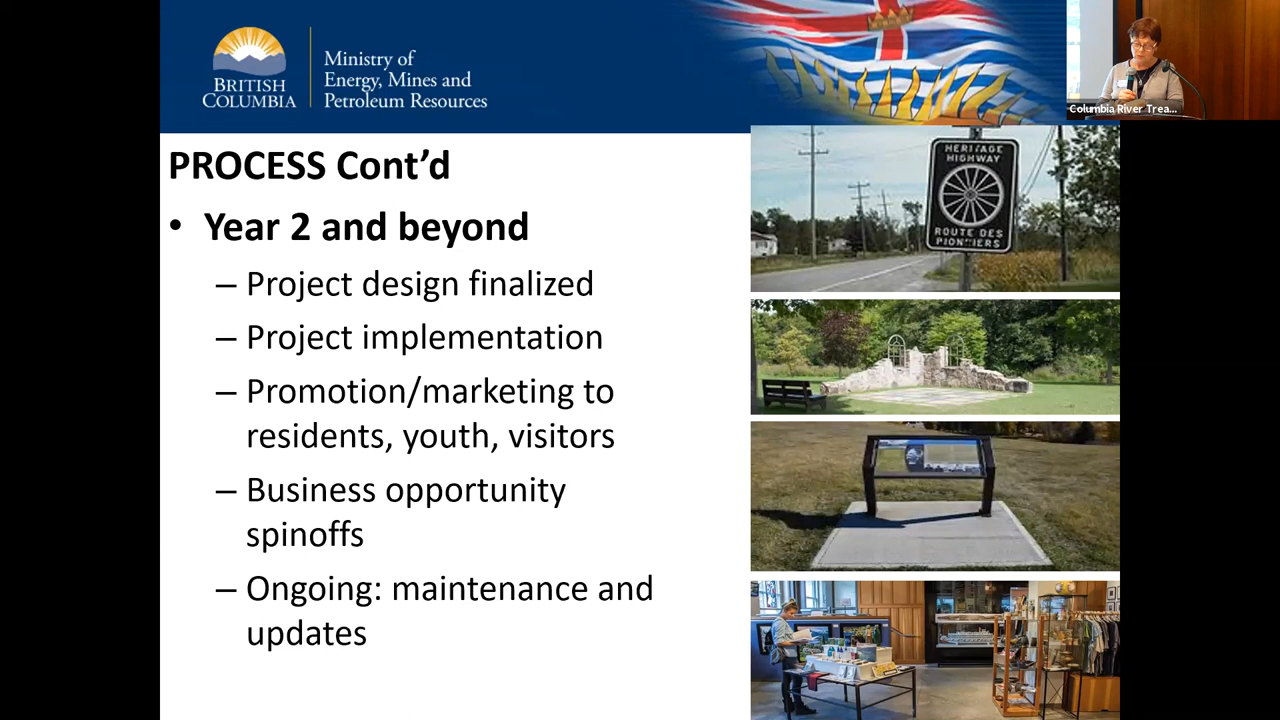 BRITISH
COLUMBIA
Ministry of
Energy, Mines and
Petroleum Resources
Columbia River Trea...
PROCESS Cont’d
• Year 2 and beyond
– Project design finalized
– Project implementation
– Promotion/marketing to
residents, youth, visitors
– Business opportunity
spinoffs
– Ongoing: maintenance and
updates
HERITAGE
HIGHWAY
ROUTE DES
PIONNIERS